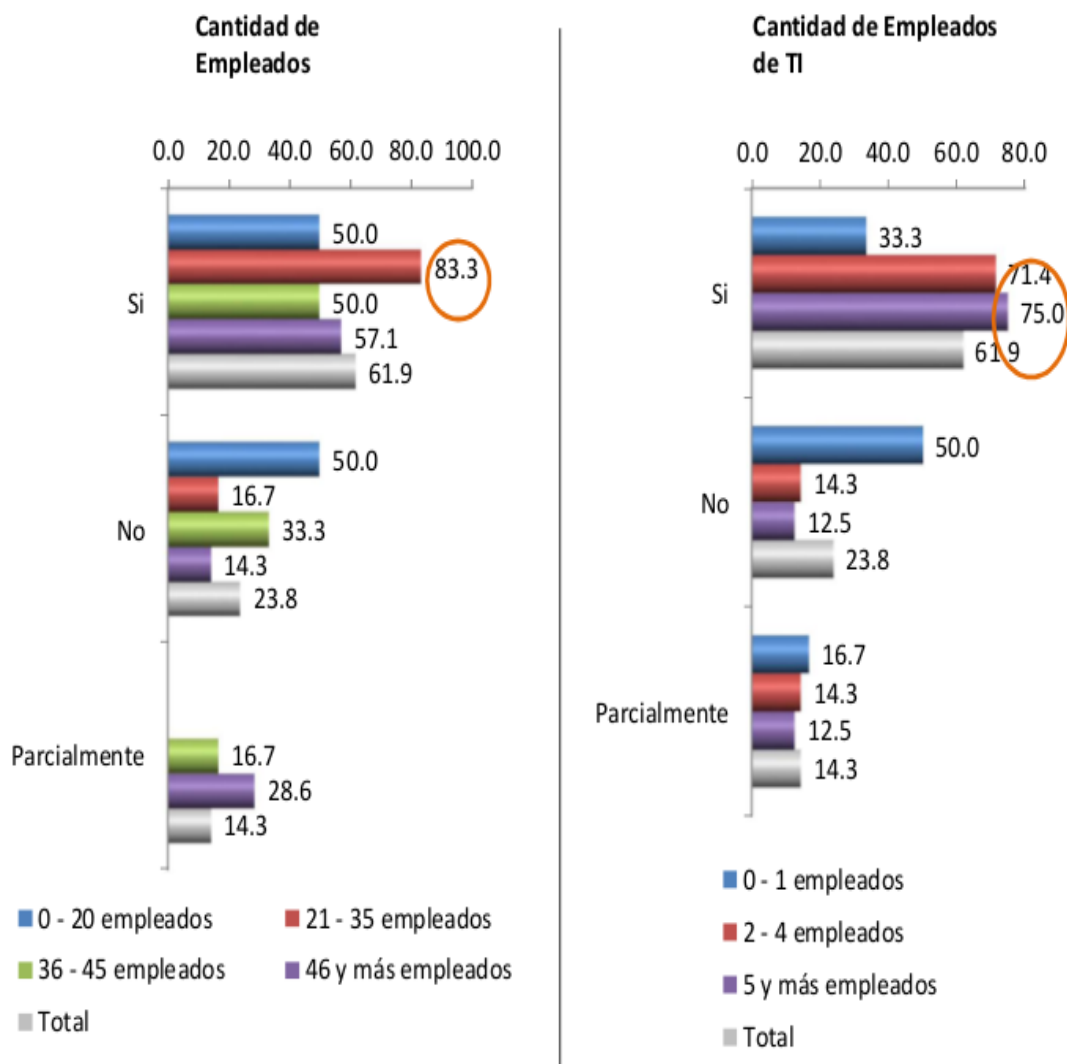 Cantidad de
Empleados
0.0 20.0 40.0 60.0 80.0 100.0
Si
50.0
83.3
50.0
57.1
61.9
No
50.0
16.7
33.3
14.3
23.8
Parcialmente
16.7
28.6
14.3
0 - 20 empleados
21 - 35 empleados
36 - 45 empleados
46 y más empleados
Total
Cantidad de Empleados
de TI
0.0 20.0 40.0 60.0 80.0
Si
33.3
71.4
75.0
61.9
No
50.0
14.3
12.5
23.8
Parcialmente
16.7
14.3
12.5
14.3
0 - 1 empleados
2 - 4 empleados
5 y más empleados
Total